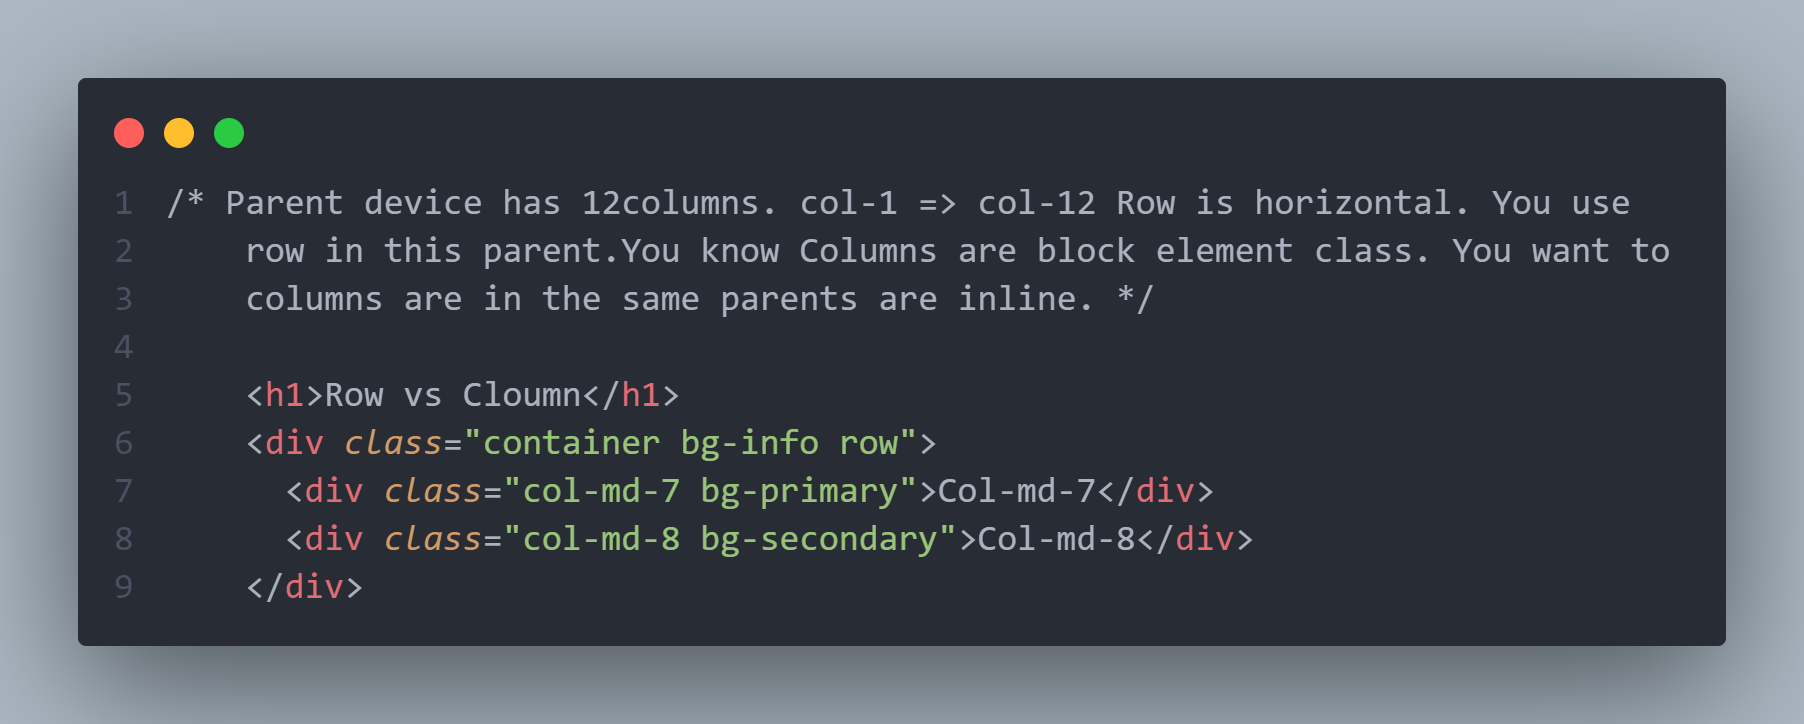 1 /* Parent device has 12columns. col-1 => col-12 Row is horizontal. You use
2 row in this parent.You know Columns are block element class. You want to
3 columns are in the same parents are inline. */
4
5 <h1>Row vs Cloumn</h1>
6 <div class="container bg-info row">
7 <div class="col-md-7 bg-primary">Col-md-7</div>
8 <div class="col-md-8 bg-secondary">Col-md-8</div>
9 </div>